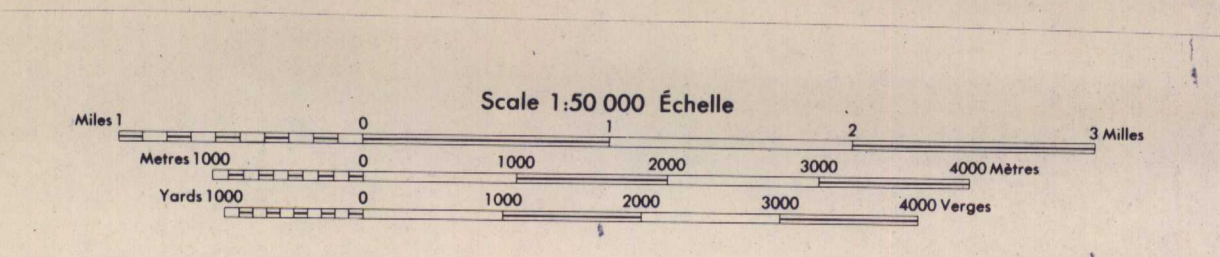 Scale 1:50 000 Échelle
Miles 1 0 1 2 3 Milles
Metres 1000 0 1000 2000 3000 4000 Mètres
Yards 1000 0 1000 2000 3000 4000 Verges